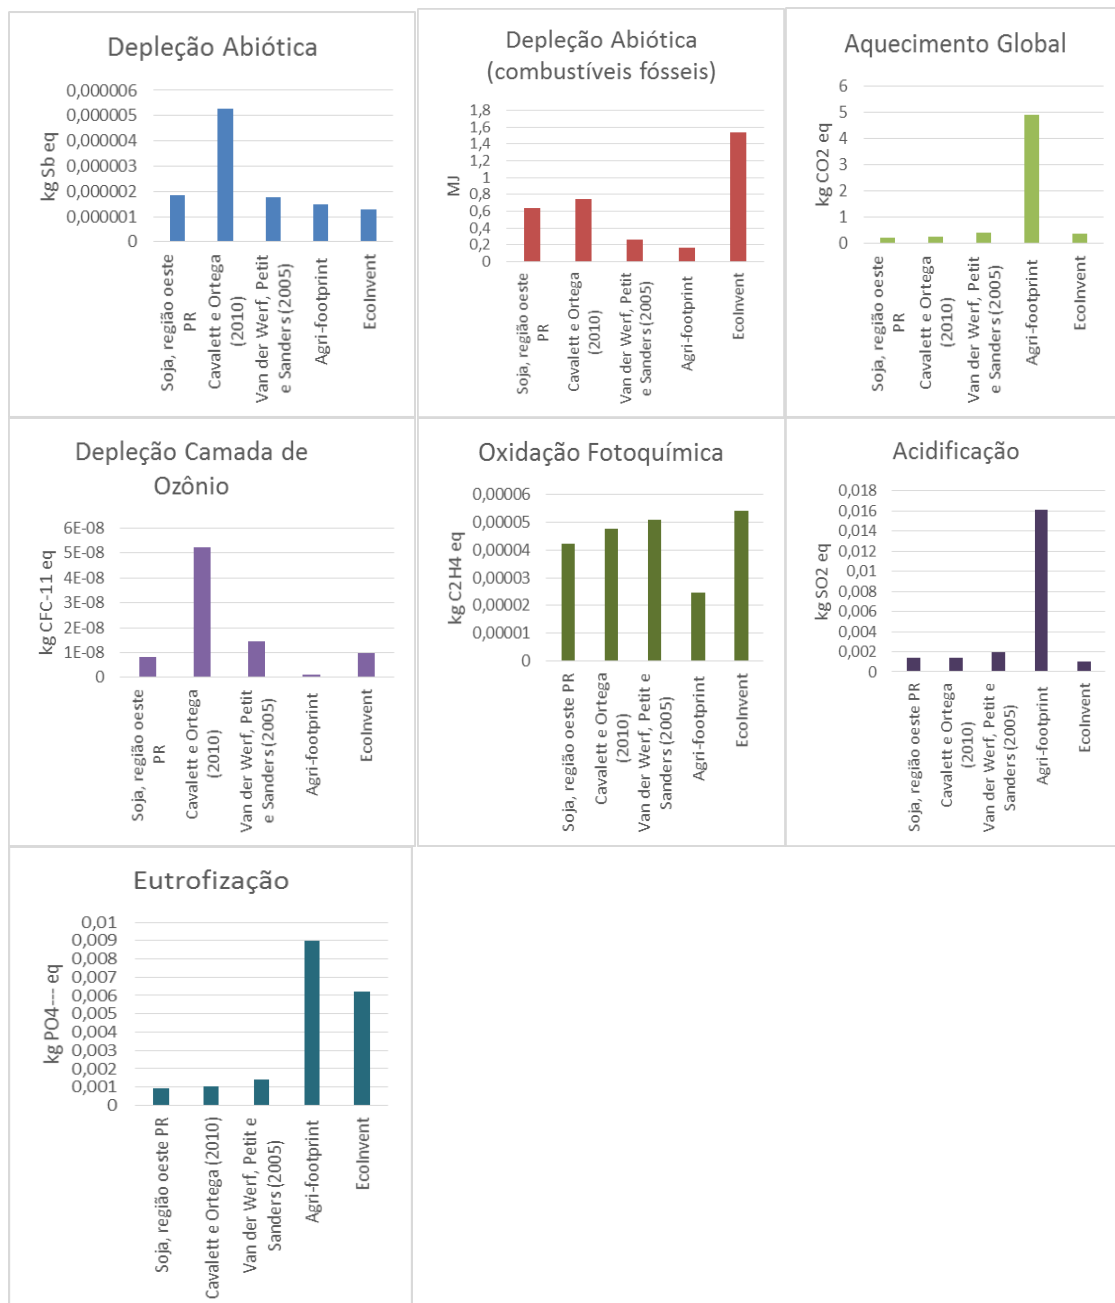 Depleção Abiótica
kg Sb eq
0,000006
0,000005
0,000004
0,000003
0,000002
0,000001
0
Soja, região oeste
PR
Cavalett e Ortega
(2010)
Van der Werf, Petit
e Sanders (2005)
Agri-footprint
EcoInvent
Depleção Abiótica
(combustíveis fósseis)
MJ
1,8
1,6
1,4
1,2
1
0,8
0,6
0,4
0,2
0
Soja, região oeste
PR
Cavalett e Ortega
(2010)
Van der Werf, Petit
e Sanders (2005)
Agri-footprint
EcoInvent
Aquecimento Global
kg CO2 eq
6
5
4
3
2
1
0
Soja, região oeste
PR
Cavalett e Ortega
(2010)
Van der Werf, Petit
e Sanders (2005)
Agri-footprint
EcoInvent
Depleção Camada de
Ozônio
kg CFC-11 eq
6E-08
5E-08
4E-08
3E-08
2E-08
1E-08
0
Soja, região oeste
PR
Cavalett e Ortega
(2010)
Van der Werf, Petit
e Sanders (2005)
Agri-footprint
EcoInvent
Oxidação Fotoquímica
kg C2H4 eq
0,00006
0,00005
0,00004
0,00003
0,00002
0,00001
0
Soja, região oeste PR
Cavalett e Ortega
(2010)
Van der Werf, Petit e
Sanders (2005)
Agri-footprint
EcoInvent
Acidificação
kg SO2 eq
0,018
0,016
0,014
0,012
0,01
0,008
0,006
0,004
0,002
0
Soja, região oeste PR
Cavalett e Ortega
(2010)
Van der Werf, Petit e
Sanders (2005)
Agri-footprint
EcoInvent
Eutrofização
kg PO4--- eq
0,01
0,009
0,008
0,007
0,006
0,005
0,004
0,003
0,002
0,001
0
Soja, região oeste PR
Cavalett e Ortega (2010)
Van der Werf, Petit e
Sanders (2005)
Agri-footprint
EcoInvent